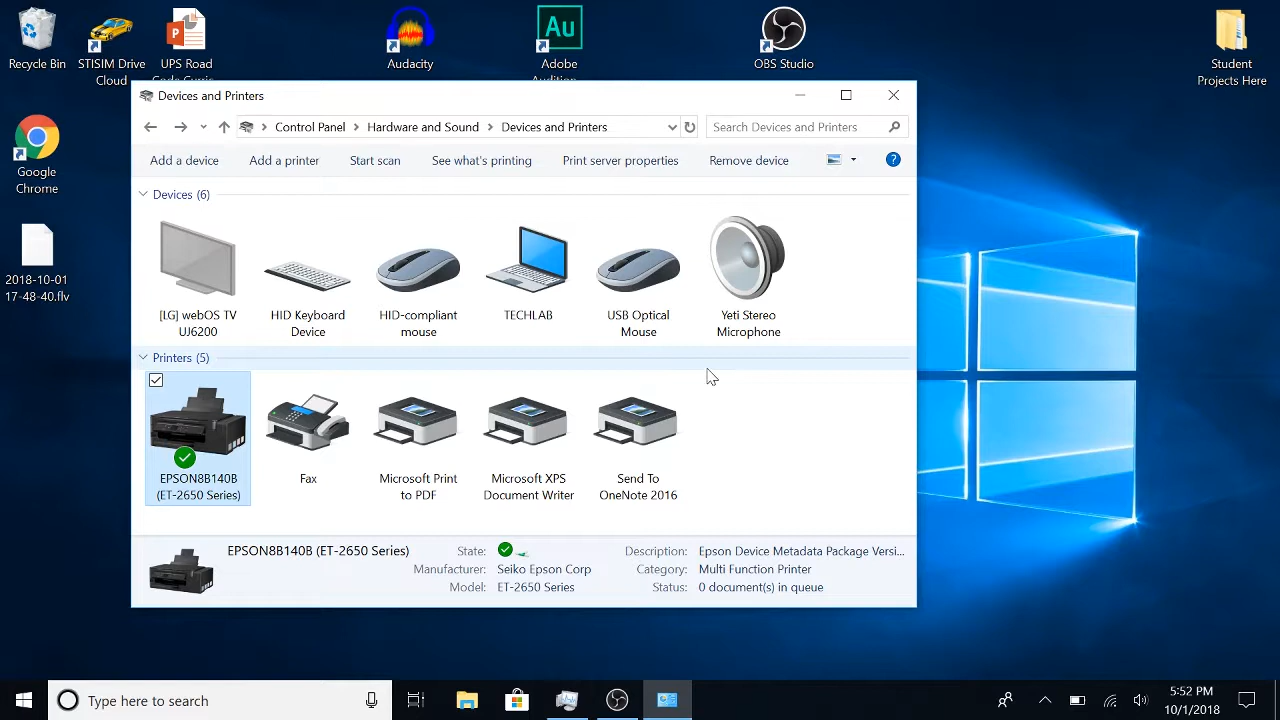 Recycle Bin
STISIM Drive
Cloud
UPS Road
Audacity
Adobe
Audition
OBS Studio
Student
Projects Here
Google
Chrome
2018-10-01
17-48-40.flv
Devices and Printers
Control Panel > Hardware and Sound > Devices and Printers
Search Devices and Printers
Add a device Add a printer Start scan See what's printing Print server properties Remove device
Devices (6)
[LG] webOS TV
UJ6200
HID Keyboard
Device
HID-compliant
mouse
TECHLAB
USB Optical
Mouse
Yeti Stereo
Microphone
Printers (5)
EPSON8B140B
(ET-2650 Series)
Fax
Microsoft Print
to PDF
Microsoft XPS
Document Writer
Send To
OneNote 2016
EPSON8B140B (ET-2650 Series)
State:
Manufacturer: Seiko Epson Corp
Model: ET-2650 Series
Description: Epson Device Metadata Package Versi...
Category: Multi Function Printer
Status: 0 document(s) in queue
Type here to search
5:52 PM
10/1/2018